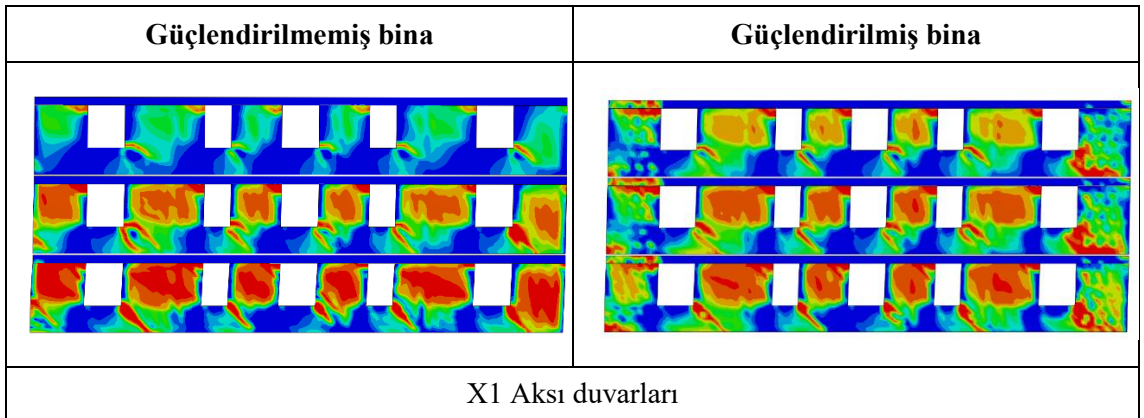 Güçlendirilmemiş bina
Güçlendirilmiş bina
X1 Aksı duvarları